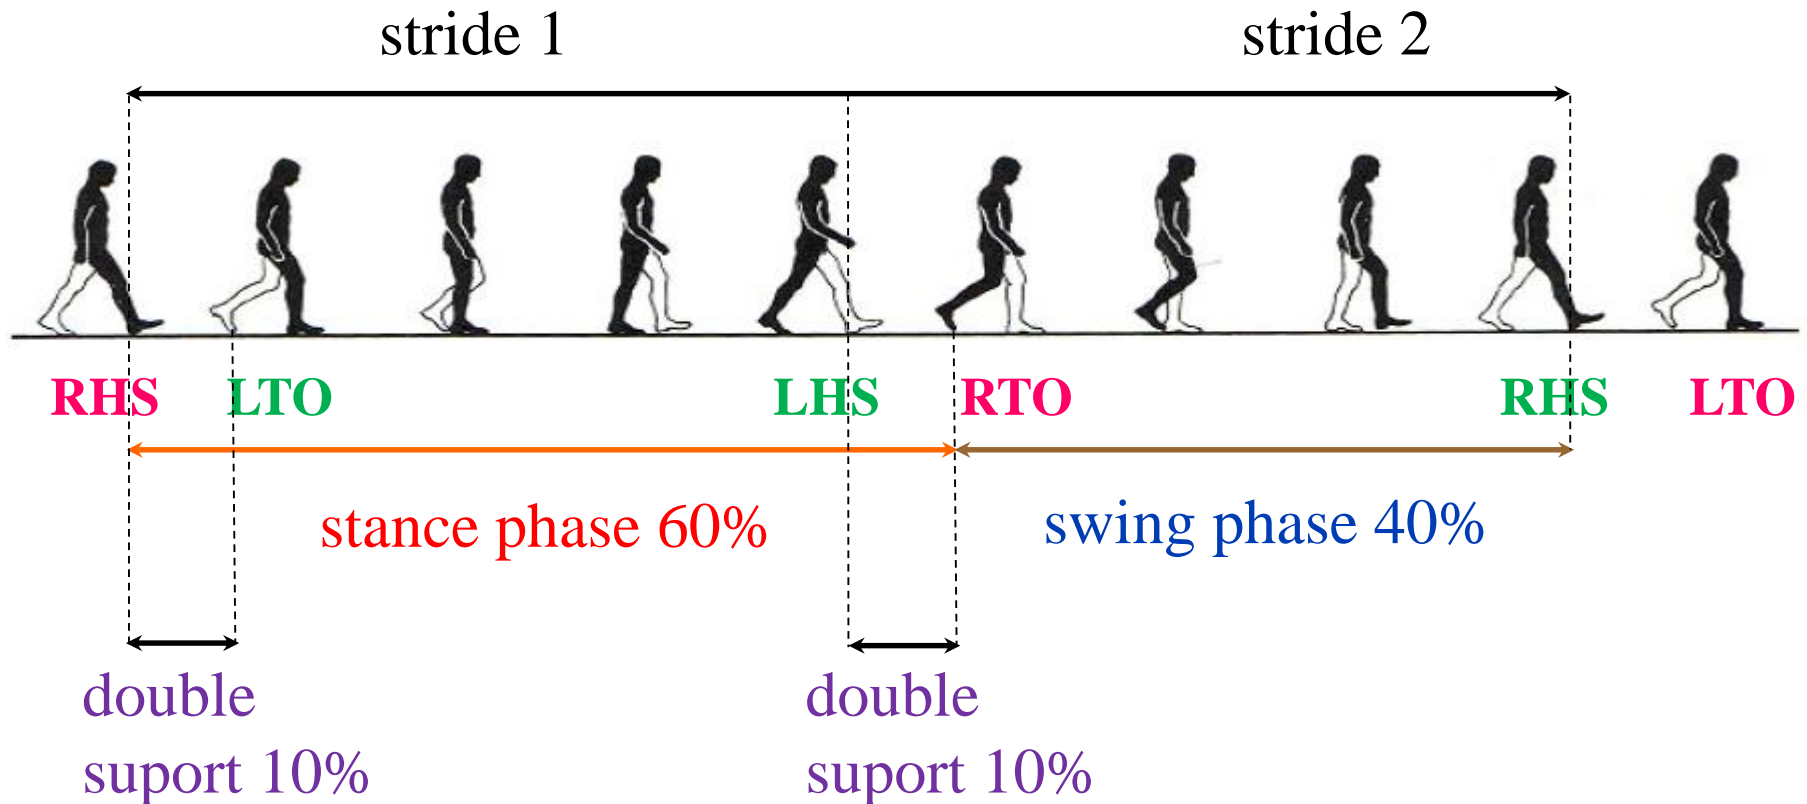 stride 1 stride 2
RHS LTO LHS RTO RHS LTO
stance phase 60% swing phase 40%
double double
suport 10% suport 10%